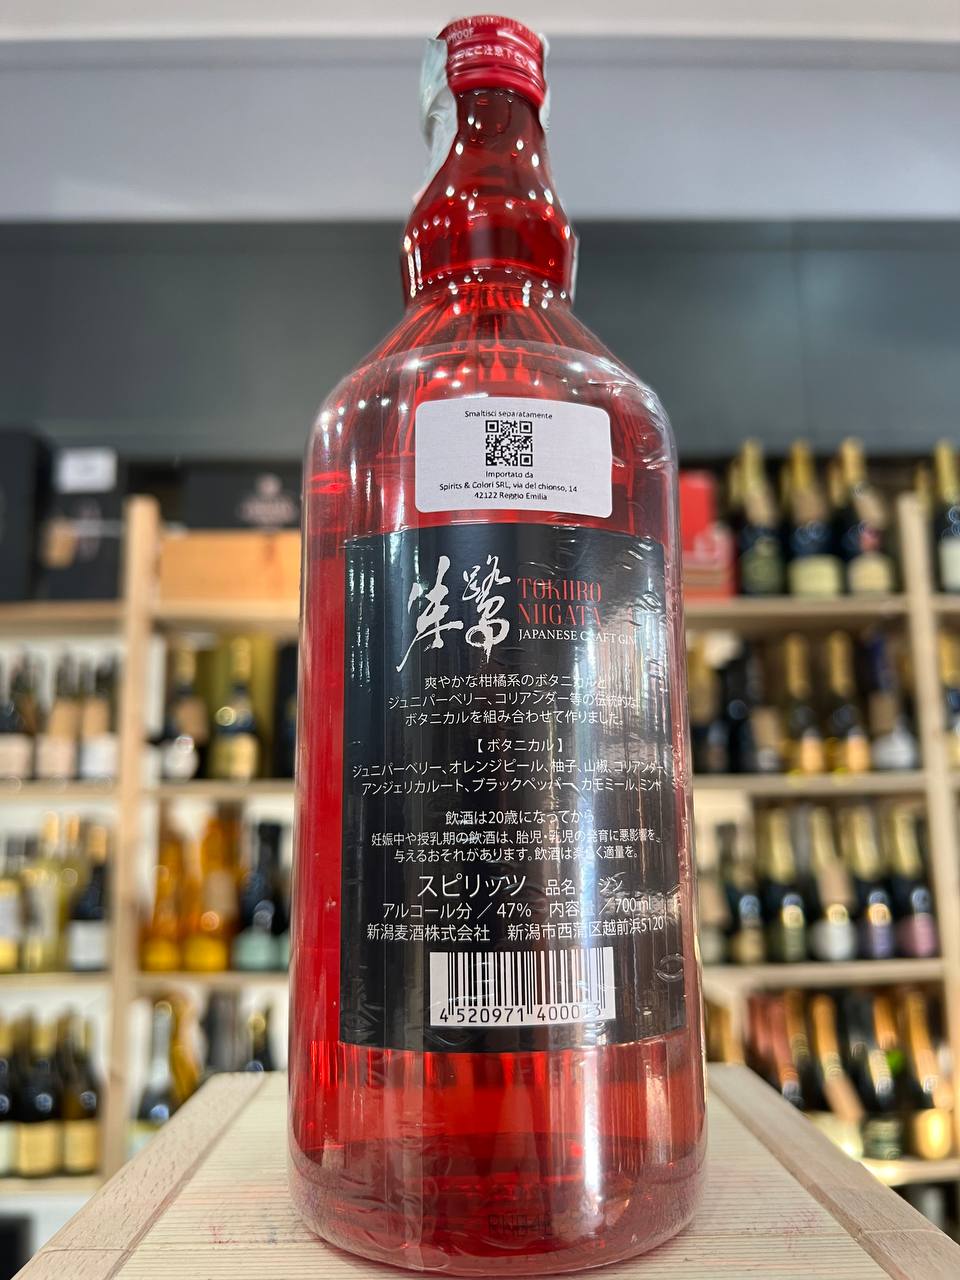 PROOF
にご注意下さい
Smaltisci separatamente
Importato da
Spirits & Colori SRL, via del chionso, 14
42122 Reggio Emilia
朱鷺
TOKIIRO
NIIGATA
JAPANESE CRAFT GIN
爽やかな柑橘系のボタニカルと
ジュニパーベリー、コリアンダー等の伝統的な
ボタニカルを組み合わせて作りました。
【ボタニカル】
ジュニパーベリー、オレンジピール、柚子、山椒、コリアンダー、
アンジェリカルート、ブラックペッパー、カモミール、ミント
飲酒は20歳になってから
妊娠中や授乳期の飲酒は、胎児・乳児の発育に悪影響を
与えるおそれがあります。飲酒は楽しく適量を。
スピリッツ 品名／ジン
アルコール分／47% 内容量／700ml
新潟麦酒株式会社 新潟市西蒲区越前浜5120
4 520971 4000